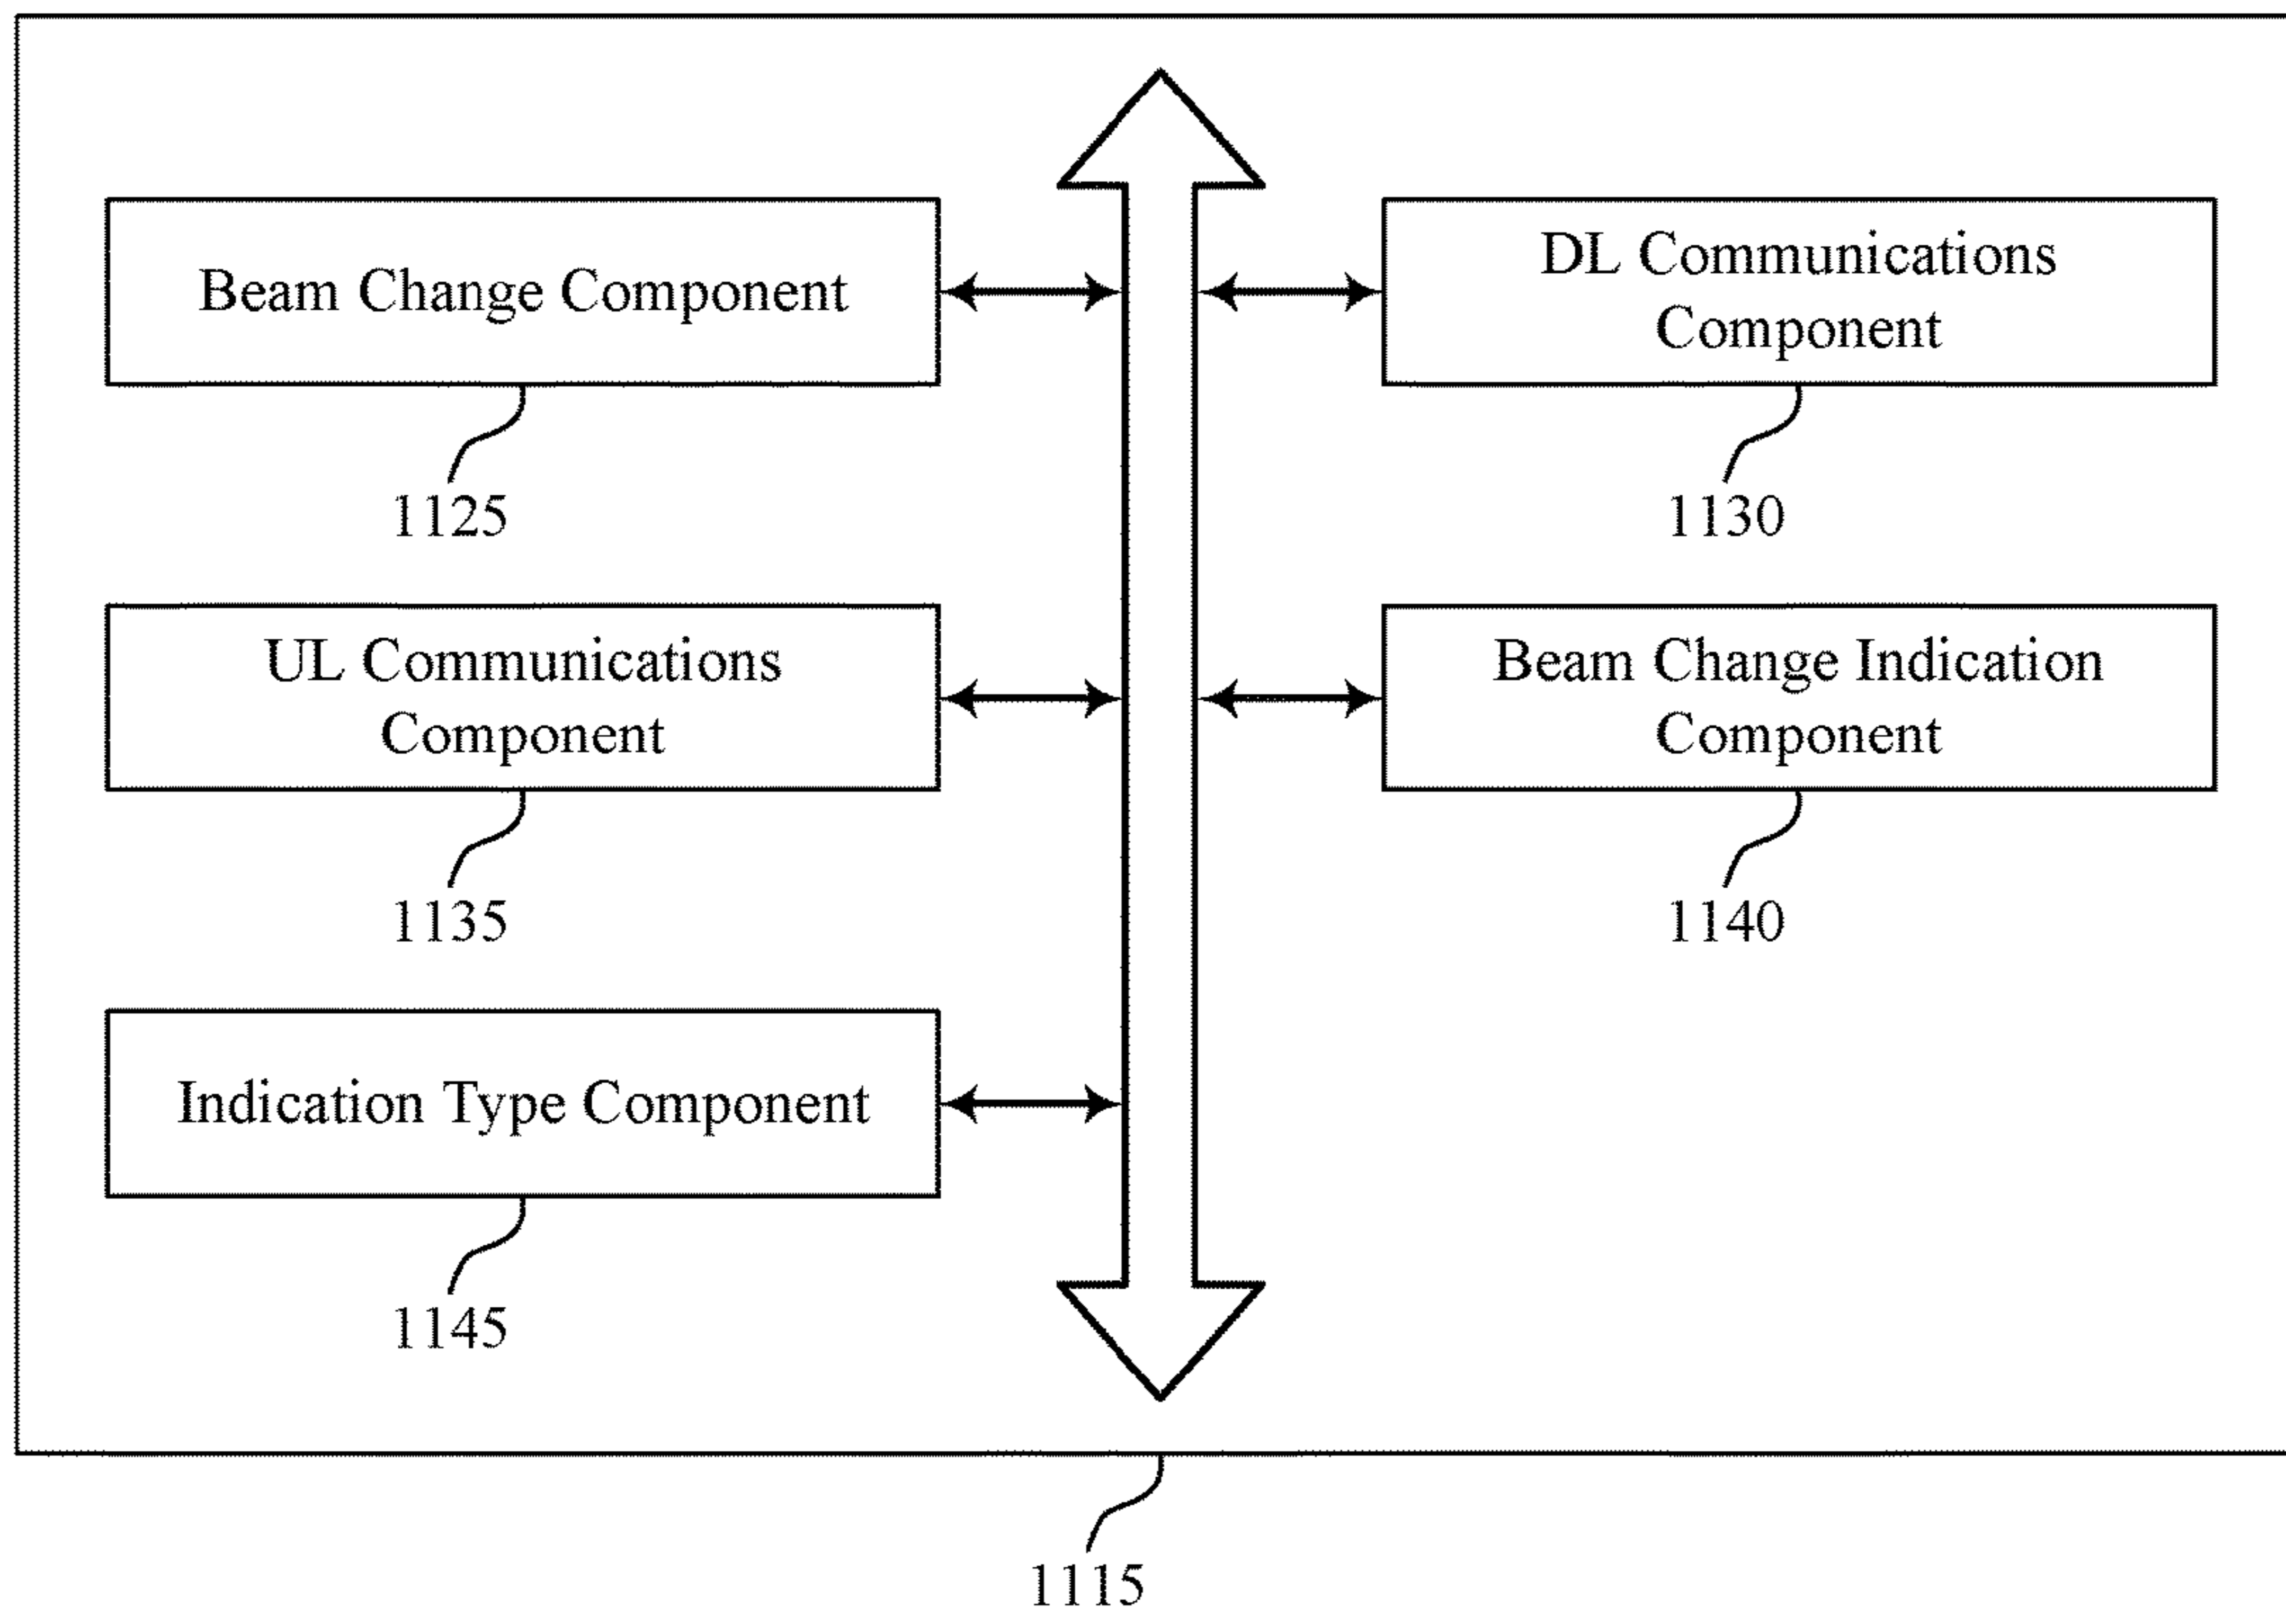 Beam Change Component
1125
DL Communications
Component
1130
UL Communications
Component
1135
Beam Change Indication
Component
1140
Indication Type Component
1145
1115